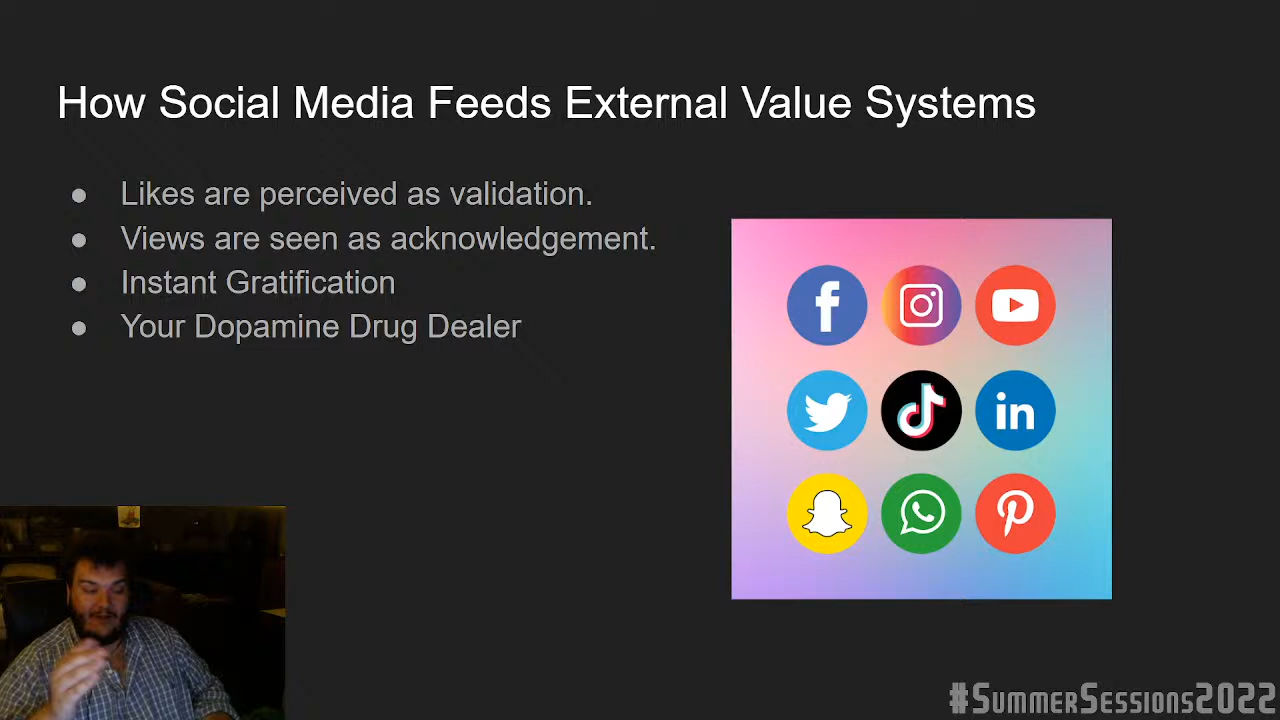 How Social Media Feeds External Value Systems
● Likes are perceived as validation.
● Views are seen as acknowledgement.
● Instant Gratification
● Your Dopamine Drug Dealer
f
in
#SummerSessions2022